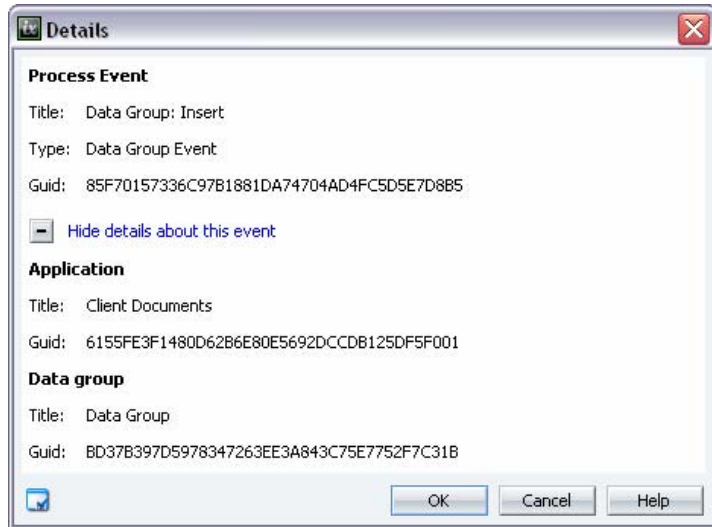 Details
Process Event
Title: Data Group: Insert
Type: Data Group Event
Guid: 85F70157336C97B1881DA74704AD4FC5D5E7D8B5
Hide details about this event
Application
Title: Client Documents
Guid: 6155FE3F1480D62B6E80E5692DCCDB125DF5F001
Data group
Title: Data Group
Guid: BD37B397D5978347263EE3A843C75E7752F7C31B
OK Cancel Help